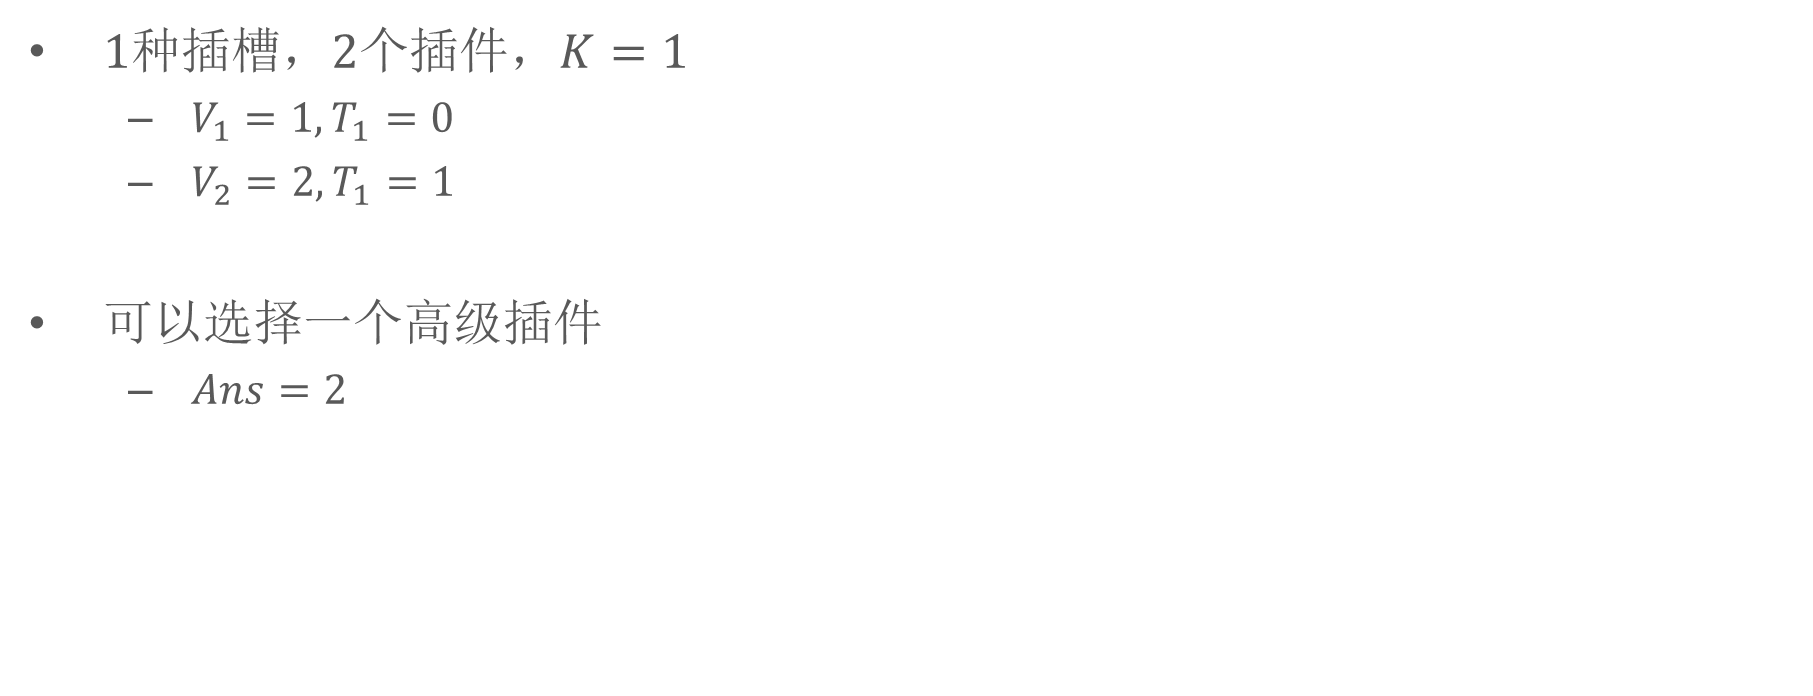 • 1种插槽，2个插件，K = 1
– V₁ = 1, T₁ = 0
– V₂ = 2, T₁ = 1
• 可以选择一个高级插件
– Ans = 2